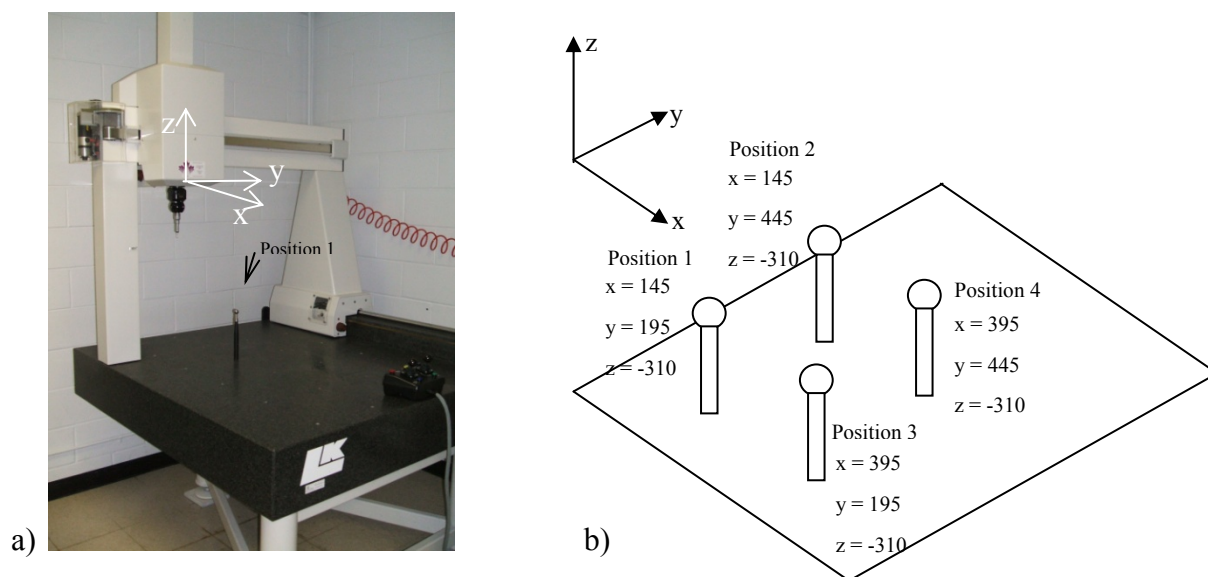 z
y
x
Position 1
LK
a)
z
y
x
Position 2
x = 145
y = 445
z = -310
Position 1
x = 145
y = 195
z = -310
Position 4
x = 395
y = 445
z = -310
Position 3
x = 395
y = 195
z = -310
b)